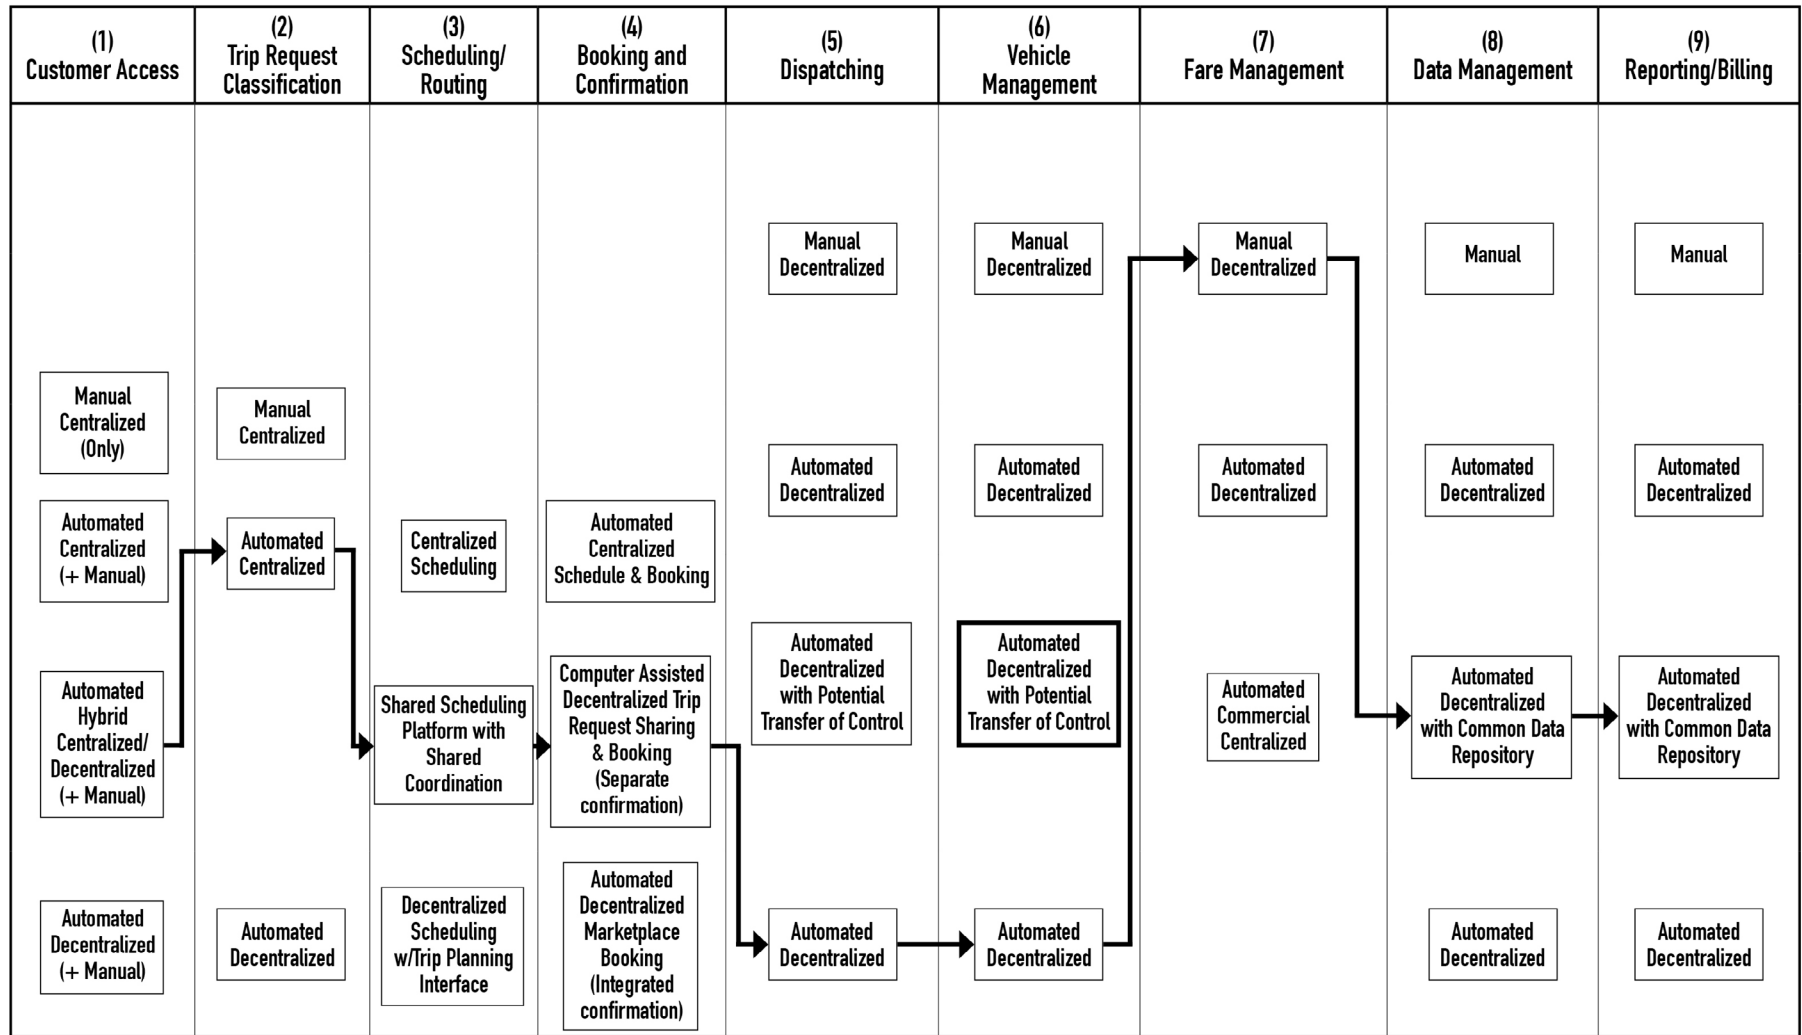 (1)
Customer Access
(2)
Trip Request
Classification
(3)
Scheduling/
Routing
(4)
Booking and
Confirmation
(5)
Dispatching
(6)
Vehicle
Management
(7)
Fare Management
(8)
Data Management
(9)
Reporting/Billing
Manual
Centralized
(Only)
Automated
Centralized
(+ Manual)
Automated
Hybrid
Centralized/
Decentralized
(+ Manual)
Automated
Decentralized
(+ Manual)
Manual
Centralized
Automated
Centralized
Automated
Decentralized
Centralized
Scheduling
Shared Scheduling
Platform with
Shared
Coordination
Decentralized
Scheduling
w/Trip Planning
Interface
Automated
Centralized
Schedule & Booking
Computer Assisted
Decentralized Trip
Request Sharing
& Booking
(Separate
confirmation)
Automated
Decentralized
Marketplace
Booking
(Integrated
confirmation)
Manual
Decentralized
Automated
Decentralized
Automated
Decentralized
with Potential
Transfer of Control
Automated
Decentralized
Manual
Decentralized
Automated
Decentralized
Automated
Decentralized
with Potential
Transfer of Control
Automated
Decentralized
Manual
Decentralized
Automated
Decentralized
Automated
Commercial
Centralized
Manual
Automated
Decentralized
Automated
Decentralized
with Common Data
Repository
Automated
Decentralized
Manual
Automated
Decentralized
Automated
Decentralized
with Common Data
Repository
Automated
Decentralized